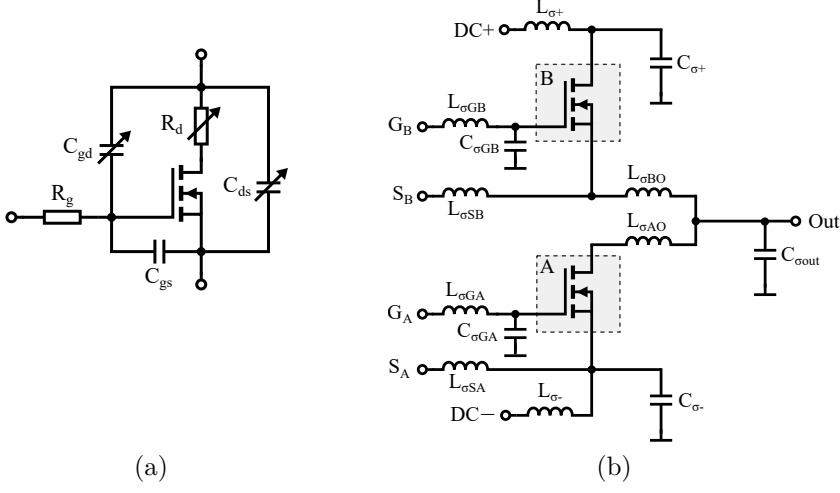 R_d
C_gd
C_ds
R_g
C_gs
(a)
L_σ+
DC+
C_σ+
B
L_σGB
G_B
C_σGB
S_B
L_σSB
L_σBO
L_σAO
Out
C_σout
A
L_σGA
G_A
C_σGA
S_A
L_σSA
L_σ-
DC−
C_σ-
(b)